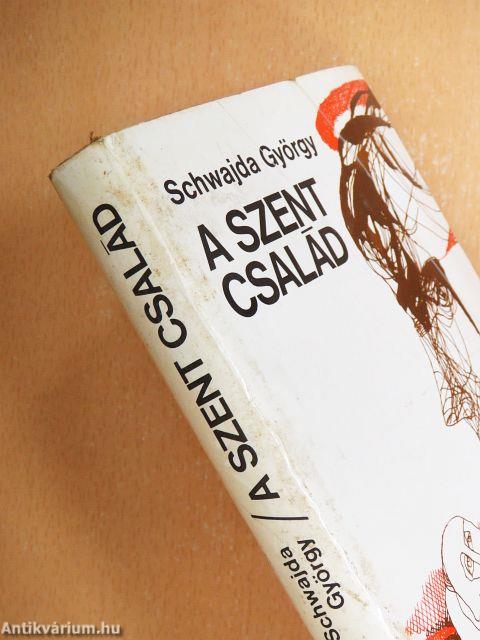 Schwajda György
A SZENT
CSALÁD
Schwajda
György / A SZENT CSALÁD
Antikvárium.hu